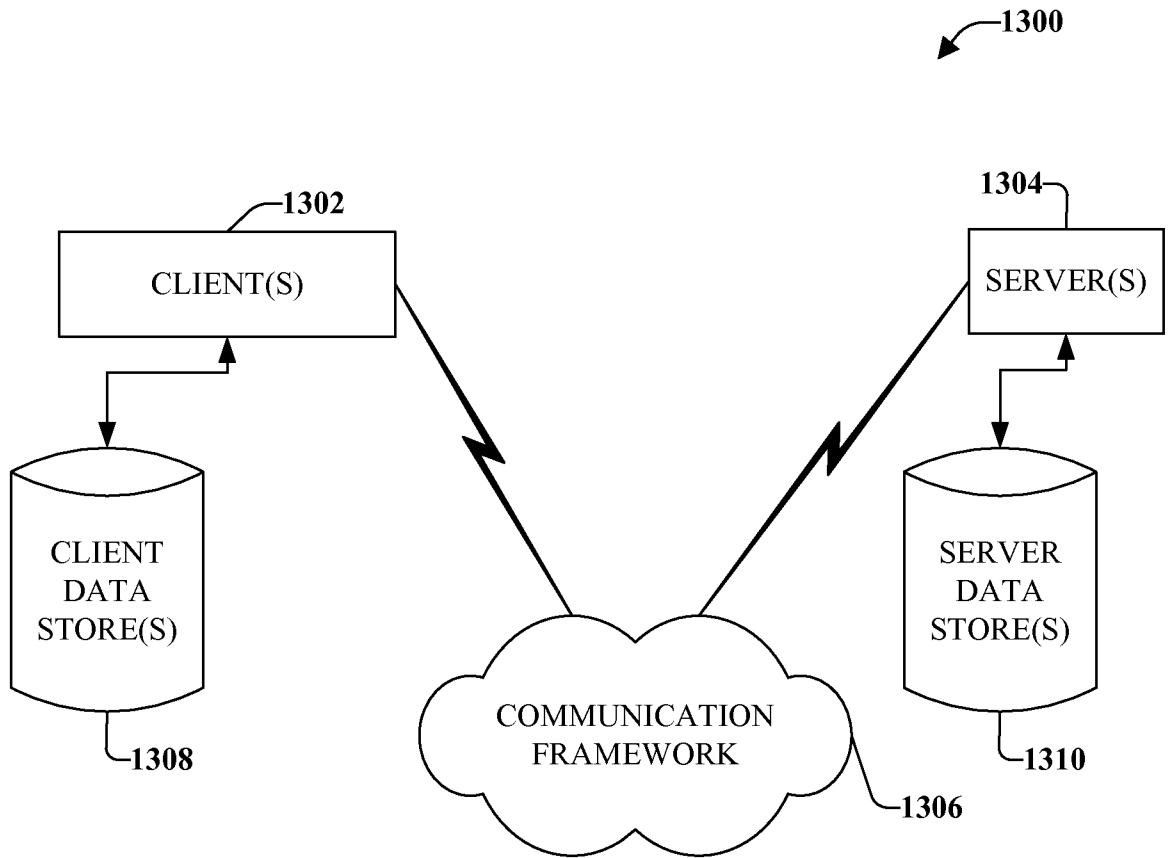 1300
1302
1304
CLIENT(S)
SERVER(S)
CLIENT
DATA
STORE(S)
SERVER
DATA
STORE(S)
COMMUNICATION
FRAMEWORK
1308
1310
1306